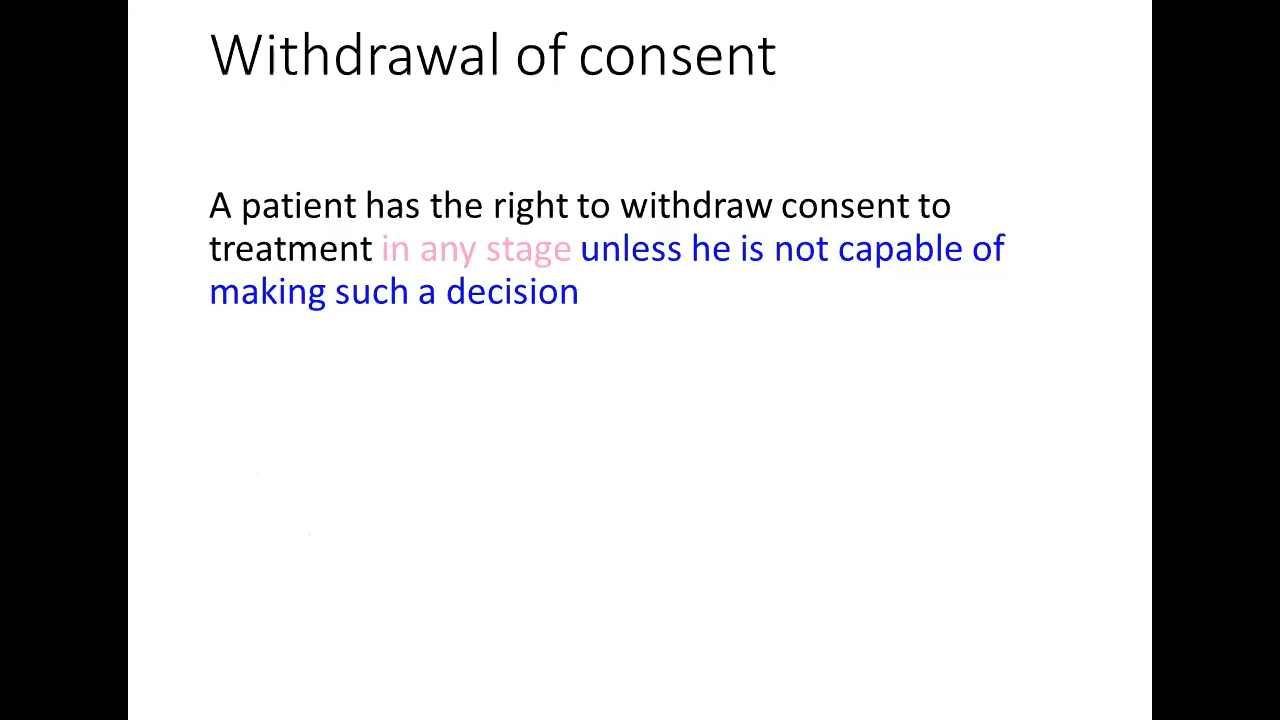 Withdrawal of consent
A patient has the right to withdraw consent to
treatment in any stage unless he is not capable of
making such a decision